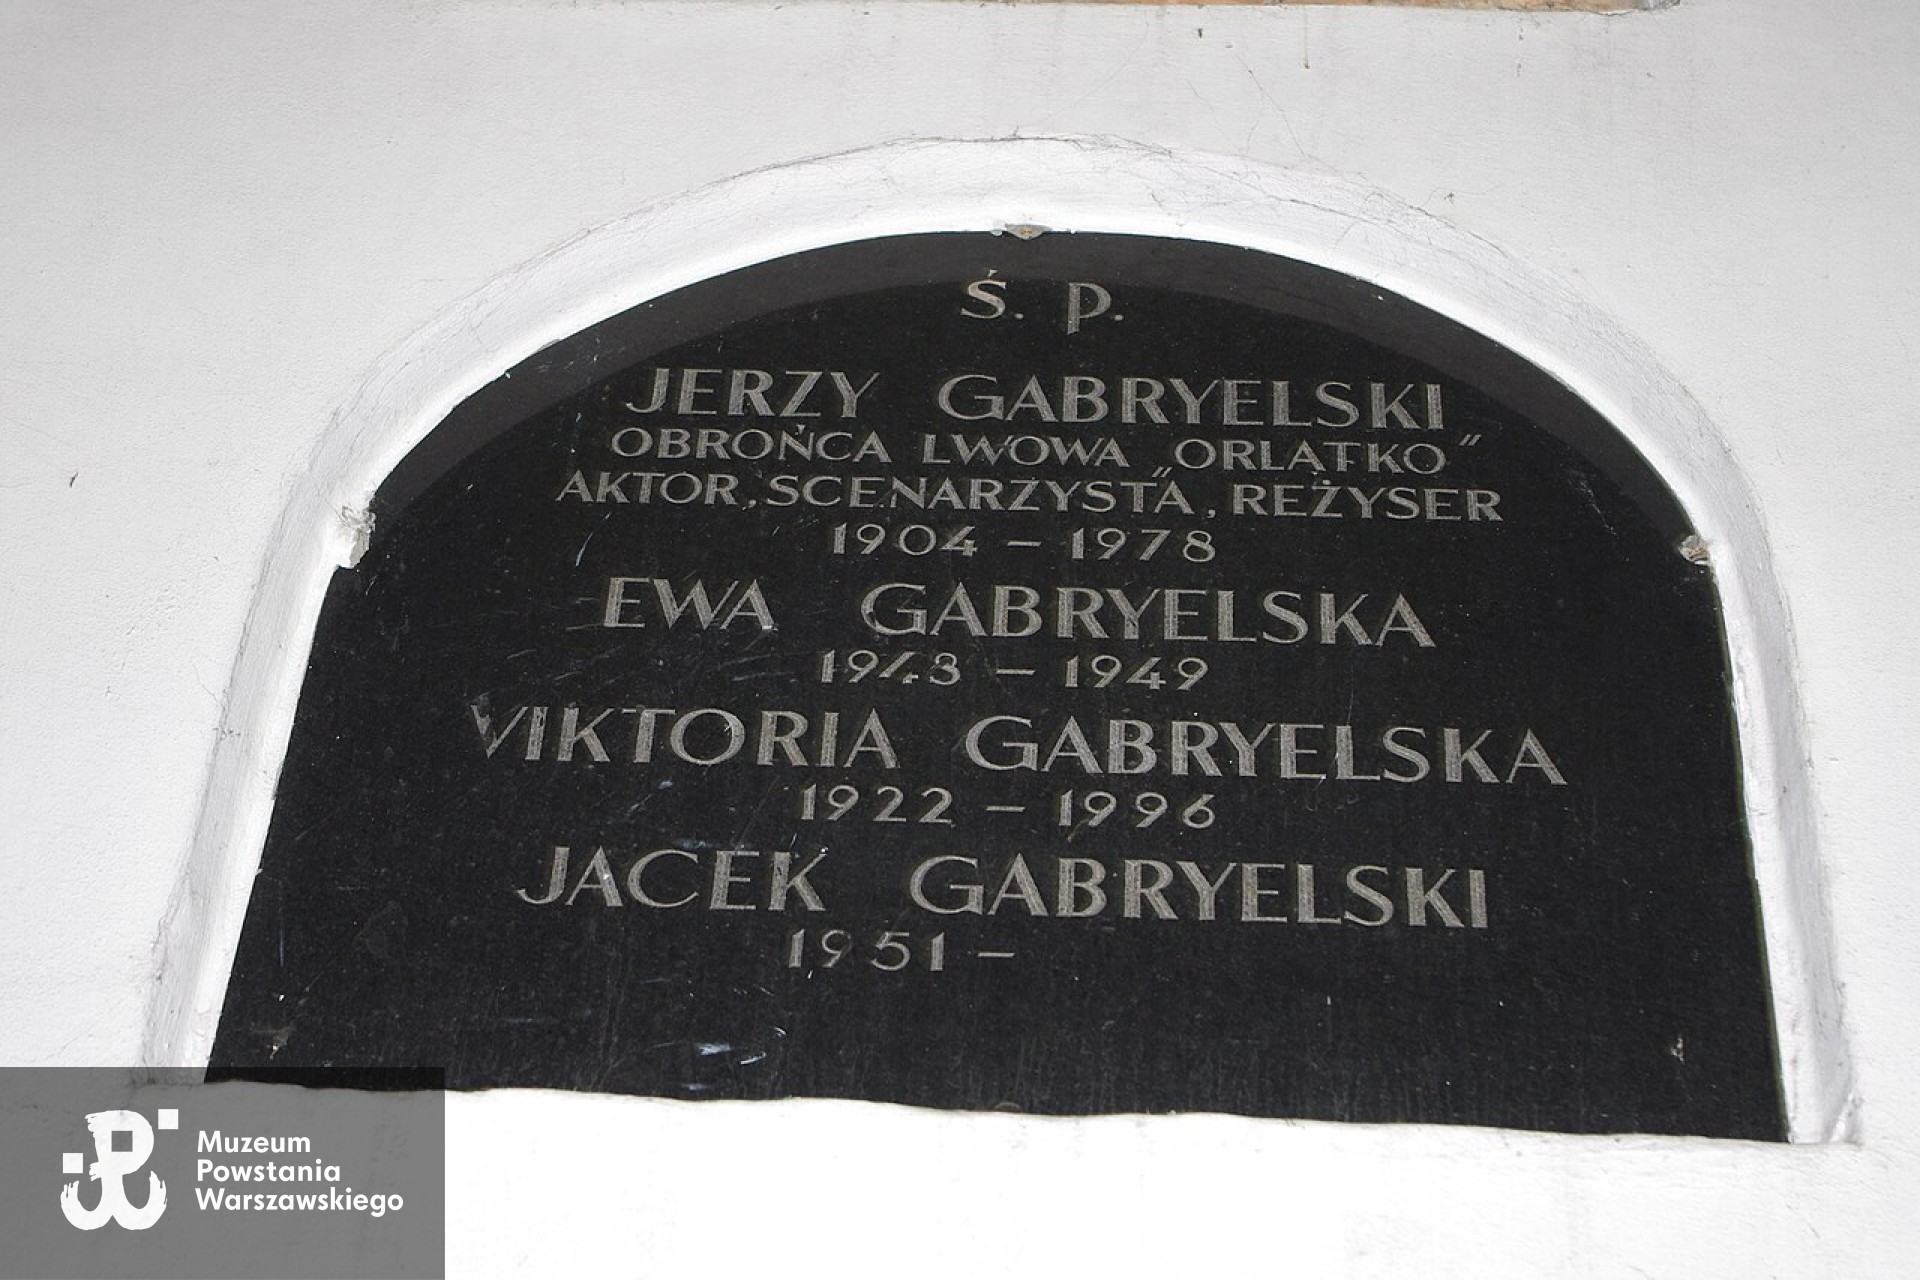 Ś. p.
JERZY GABRYELSKI
OBROŃCA LWOWA „ORLĄTKO"
AKTOR, SCENARZYSTA, REŻYSER
1904 – 1978
EWA GABRYELSKA
1943 – 1949
WIKTORIA GABRYELSKA
1922 – 1996
JACEK GABRYELSKI
1951 –
Muzeum
Powstania
Warszawskiego